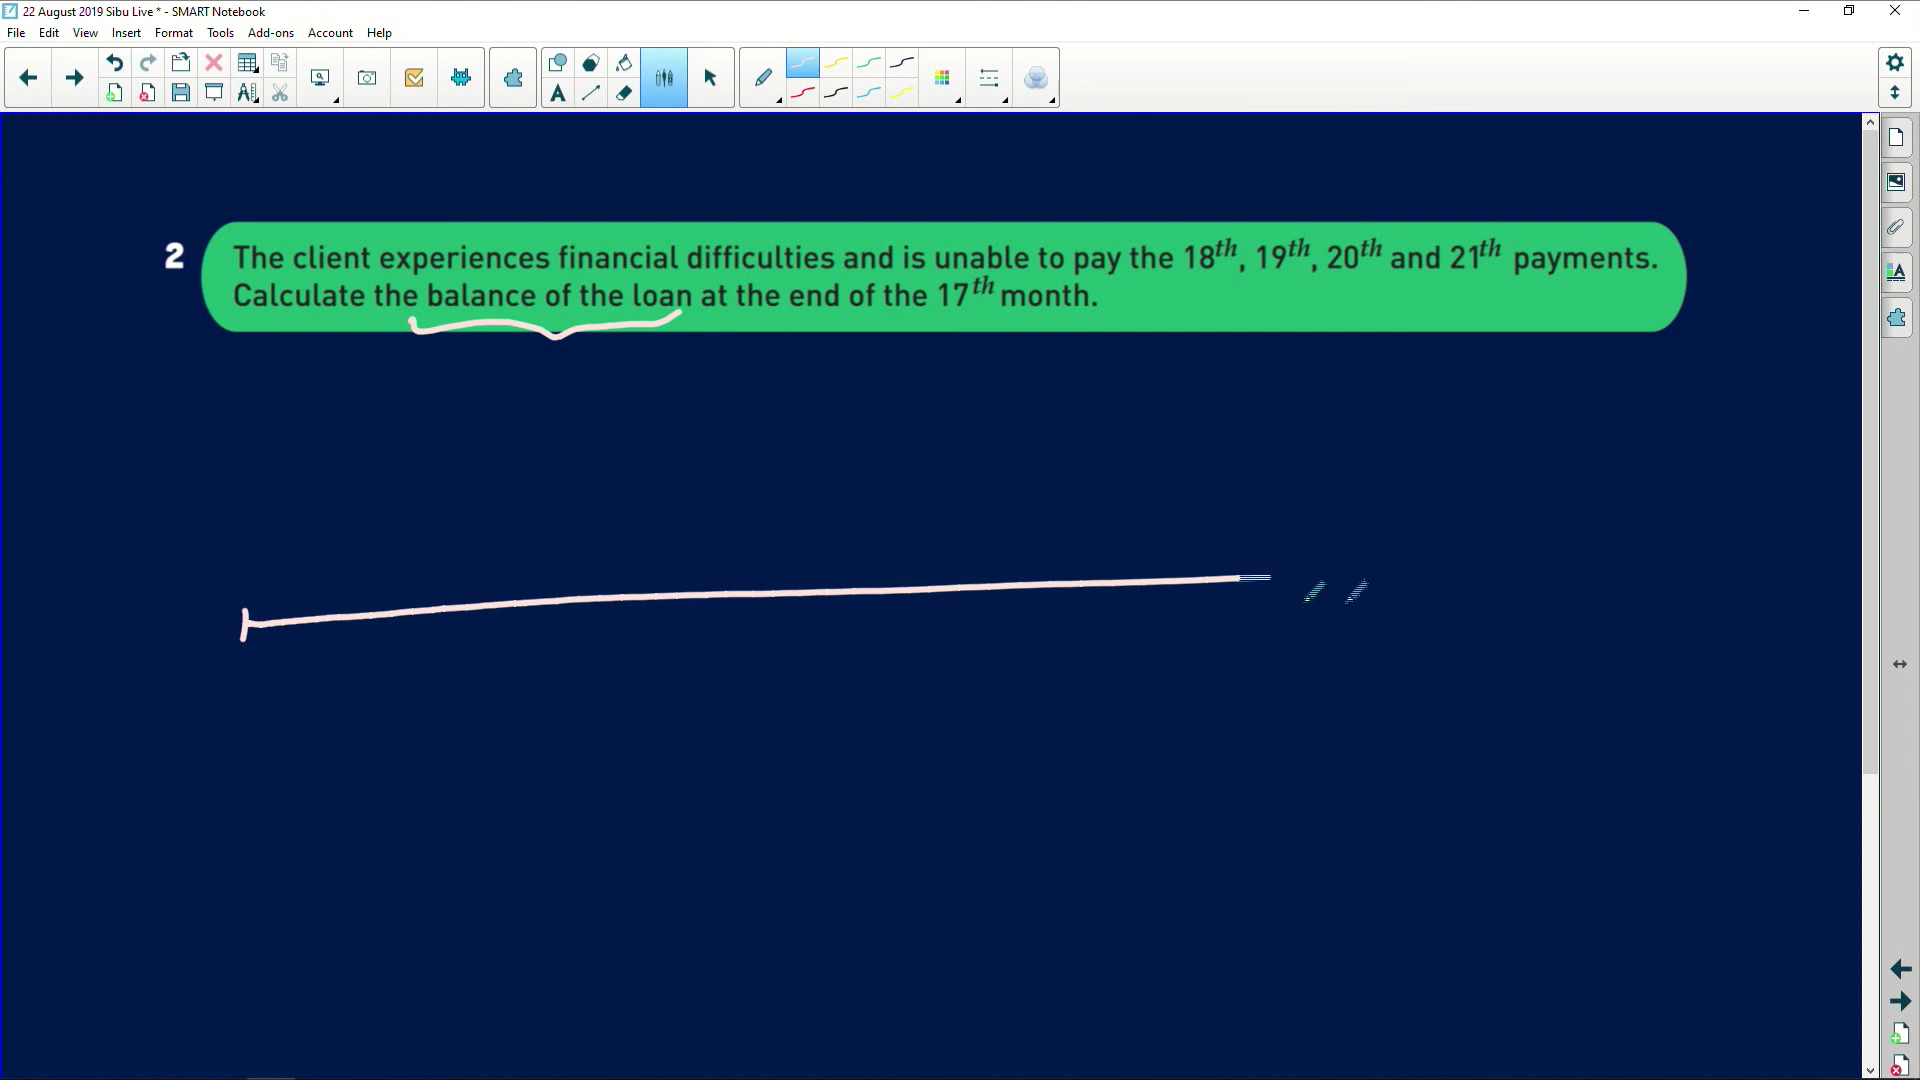 22 August 2019 Sibu Live * - SMART Notebook
File Edit View Insert Format Tools Add-ons Account Help
2
The client experiences financial difficulties and is unable to pay the 18th, 19th, 20th and 21th payments.
Calculate the balance of the loan at the end of the 17th month.